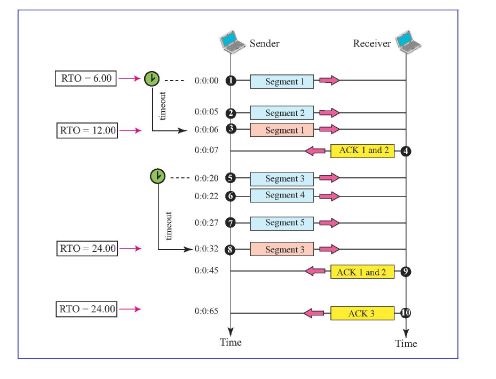 Sender Receiver
RTO = 6.00 0:0:00 1 Segment 1
timeout
0:0:05 2 Segment 2
RTO = 12.00 0:0:06 3 Segment 1
0:0:07 ACK 1 and 2 4
0:0:20 5 Segment 3
0:0:22 6 Segment 4
timeout
0:0:27 7 Segment 5
RTO = 24.00 0:0:32 8 Segment 3
0:0:45 ACK 1 and 2 9
RTO = 24.00 0:0:65 ACK 3 10
Time Time